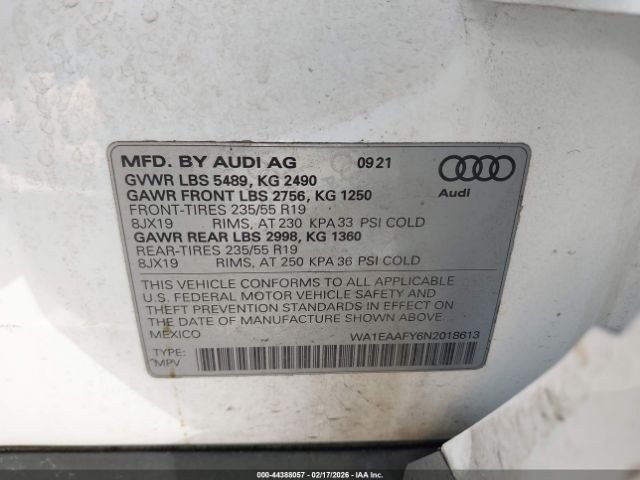 MFD. BY AUDI AG 0921
GVWR LBS 5489, KG 2490
GAWR FRONT LBS 2756, KG 1250
FRONT-TIRES 235/55 R19
8JX19 RIMS, AT 230 KPA 33 PSI COLD
GAWR REAR LBS 2998, KG 1360
REAR-TIRES 235/55 R19
8JX19 RIMS, AT 250 KPA 36 PSI COLD
Audi
THIS VEHICLE CONFORMS TO ALL APPLICABLE
U.S. FEDERAL MOTOR VEHICLE SAFETY AND
THEFT PREVENTION STANDARDS IN EFFECT ON
THE DATE OF MANUFACTURE SHOWN ABOVE.
MEXICO WA1EAAFY6N2018613
TYPE:
MPV
000-44388057 - 02/17/2026 - COPYRIGHT IAA, LLC.